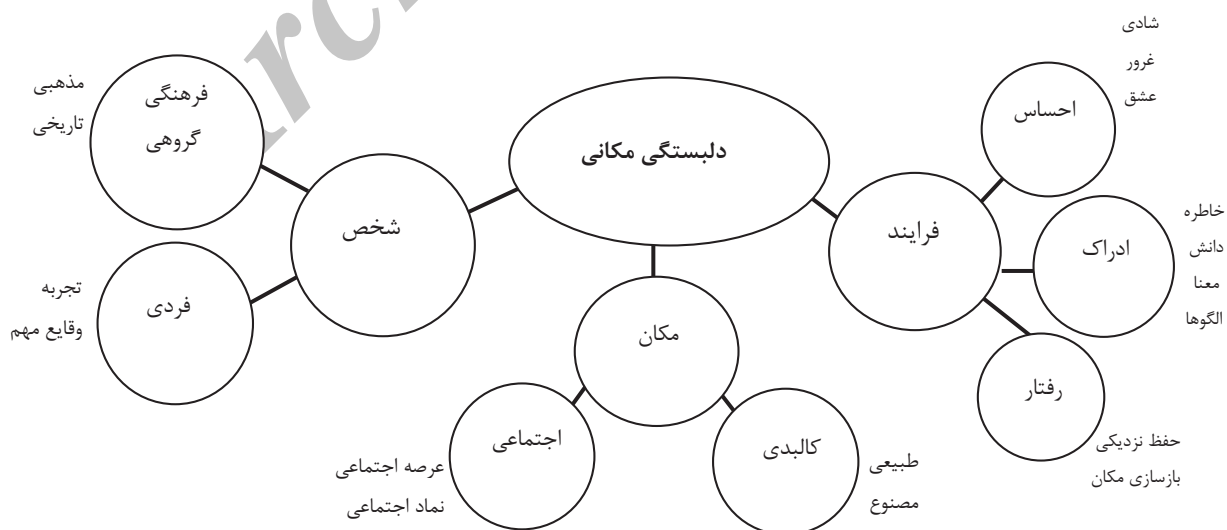 دلبستگی مکانی
فرایند
احساس
شادی
غرور
عشق
ادراک
خاطره
دانش
معنا
الگوها
رفتار
حفظ نزدیکی
بازسازی مکان
مکان
کالبدی
طبیعی
مصنوع
اجتماعی
عرصه اجتماعی
نماد اجتماعی
شخص
فرهنگی
گروهی
مذهبی
تاریخی
فردی
تجربه
وقایع مهم